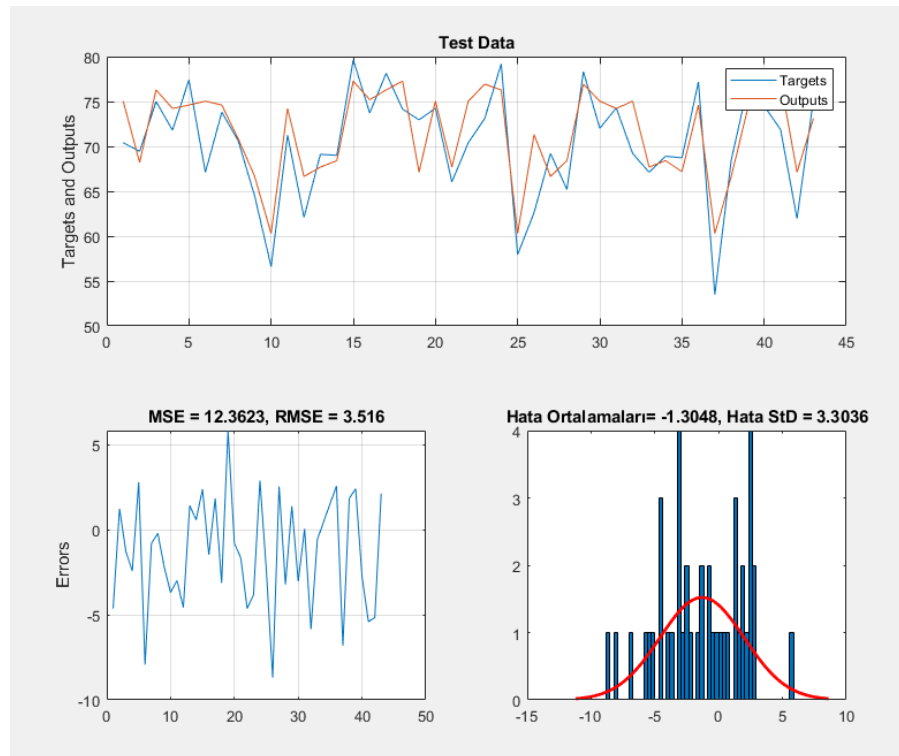 Test Data
80
75
70
65
60
55
50
Targets and Outputs
Targets
Outputs
0 5 10 15 20 25 30 35 40 45
MSE = 12.3623, RMSE = 3.516
5
0
-5
-10
Errors
0 10 20 30 40 50
Hata Ortalamaları= -1.3048, Hata StD = 3.3036
4
3
2
1
0
-15 -10 -5 0 5 10